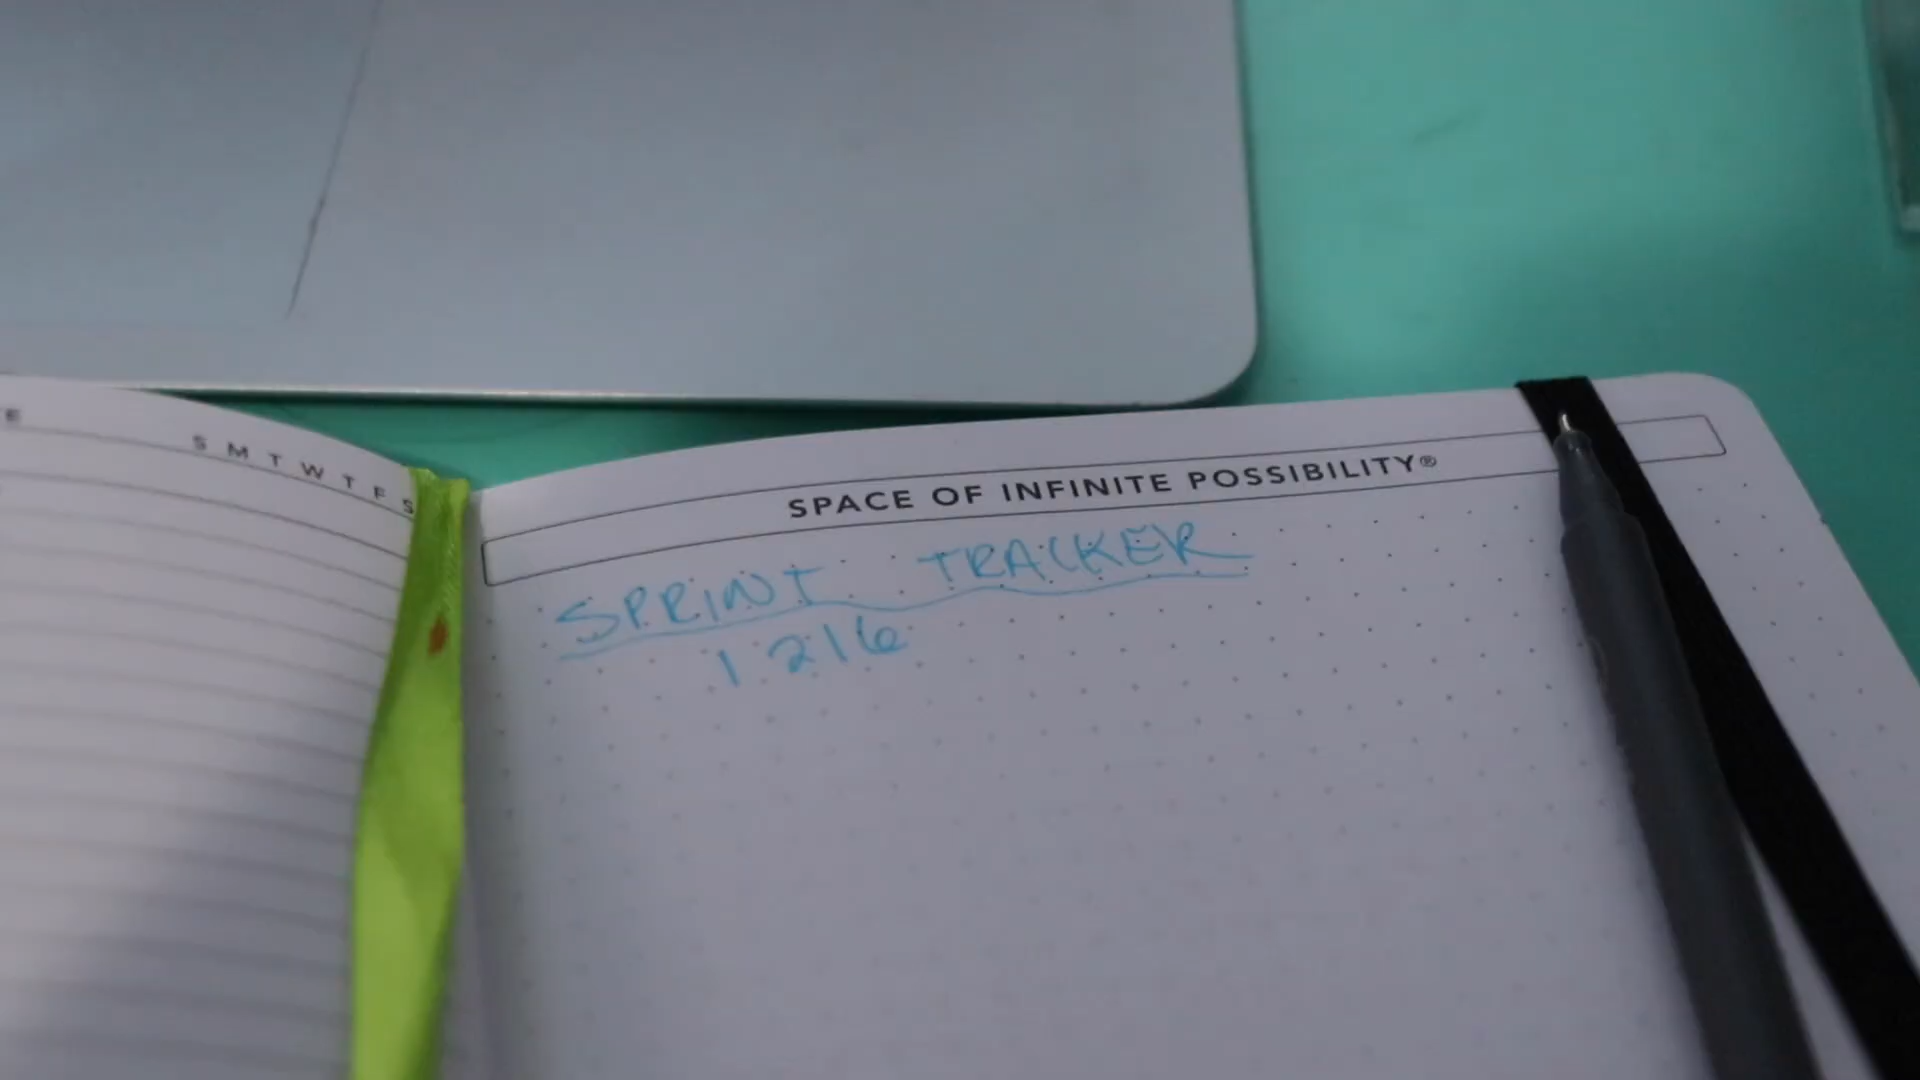 E
S M T W T F S
SPACE OF INFINITE POSSIBILITY®
SPRINT TRACKER
1216